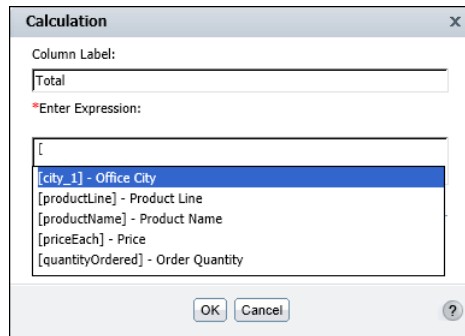 Calculation x
Column Label:
Total
*Enter Expression:
[
[city_1] - Office City
[productLine] - Product Line
[productName] - Product Name
[priceEach] - Price
[quantityOrdered] - Order Quantity
OK Cancel ?